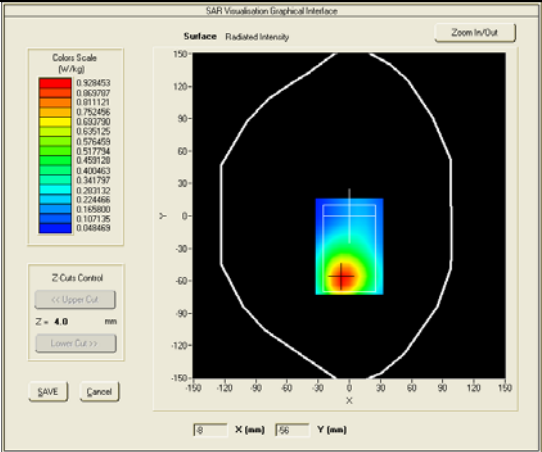 SAR Visualisation Graphical Interface
Surface Radiated Intensity
Zoom In/Out
Colors Scale
(W/kg)
0.928453
0.869787
0.811121
0.752456
0.693790
0.635125
0.576459
0.517794
0.459128
0.400463
0.341797
0.283132
0.224466
0.165800
0.107135
0.048469
Z-Cuts Control
<< Upper Cut
Z = 4.0 mm
Lower Cut >>
SAVE
Cancel
150-
120-
90-
60-
30-
0-
-30-
-60-
-90-
-120-
-150-
Y
-150 -120 -90 -60 -30 0 30 60 90 120 150
X
-8 X (mm) -56 Y (mm)